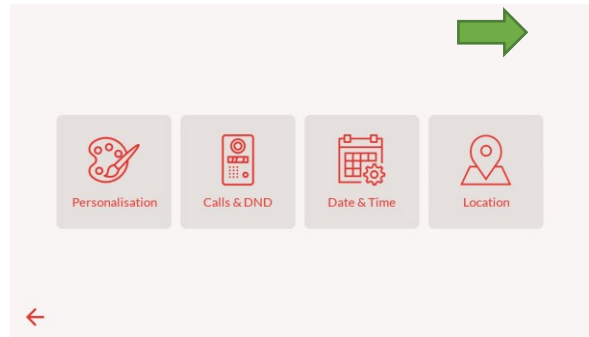 Personalisation
Calls & DND
Date & Time
Location